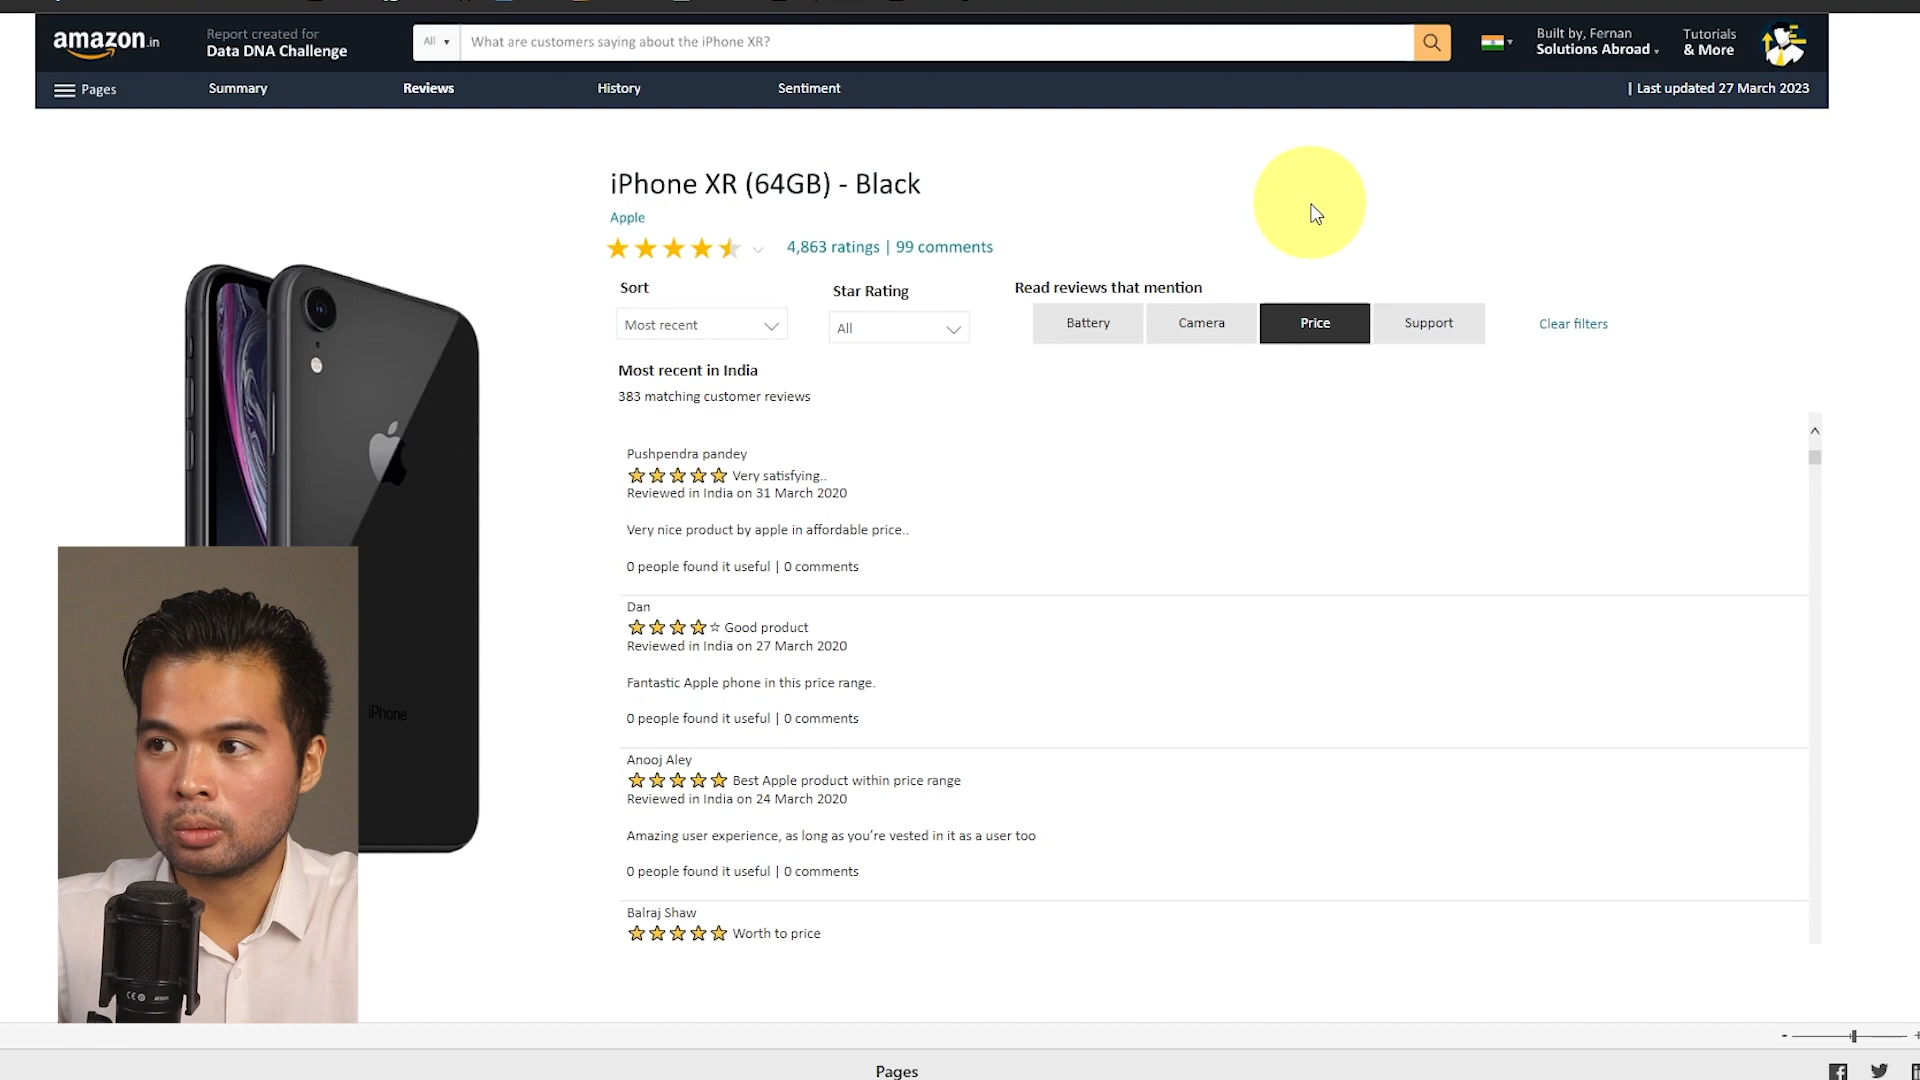 amazon.in
Report created for
Data DNA Challenge
All
What are customers saying about the iPhone XR?
Built by, Fernan
Solutions Abroad
Tutorials
& More
Pages
Summary
Reviews
History
Sentiment
| Last updated 27 March 2023
iPhone XR (64GB) - Black
Apple
4,863 ratings | 99 comments
Sort
Star Rating
Read reviews that mention
Most recent
All
Battery
Camera
Price
Support
Clear filters
Most recent in India
383 matching customer reviews
Pushpendra pandey
Very satisfying..
Reviewed in India on 31 March 2020
Very nice product by apple in affordable price..
0 people found it useful | 0 comments
Dan
Good product
Reviewed in India on 27 March 2020
Fantastic Apple phone in this price range.
0 people found it useful | 0 comments
Anooj Aley
Best Apple product within price range
Reviewed in India on 24 March 2020
Amazing user experience, as long as you’re vested in it as a user too
0 people found it useful | 0 comments
Balraj Shaw
Worth to price
iPhone
Pages